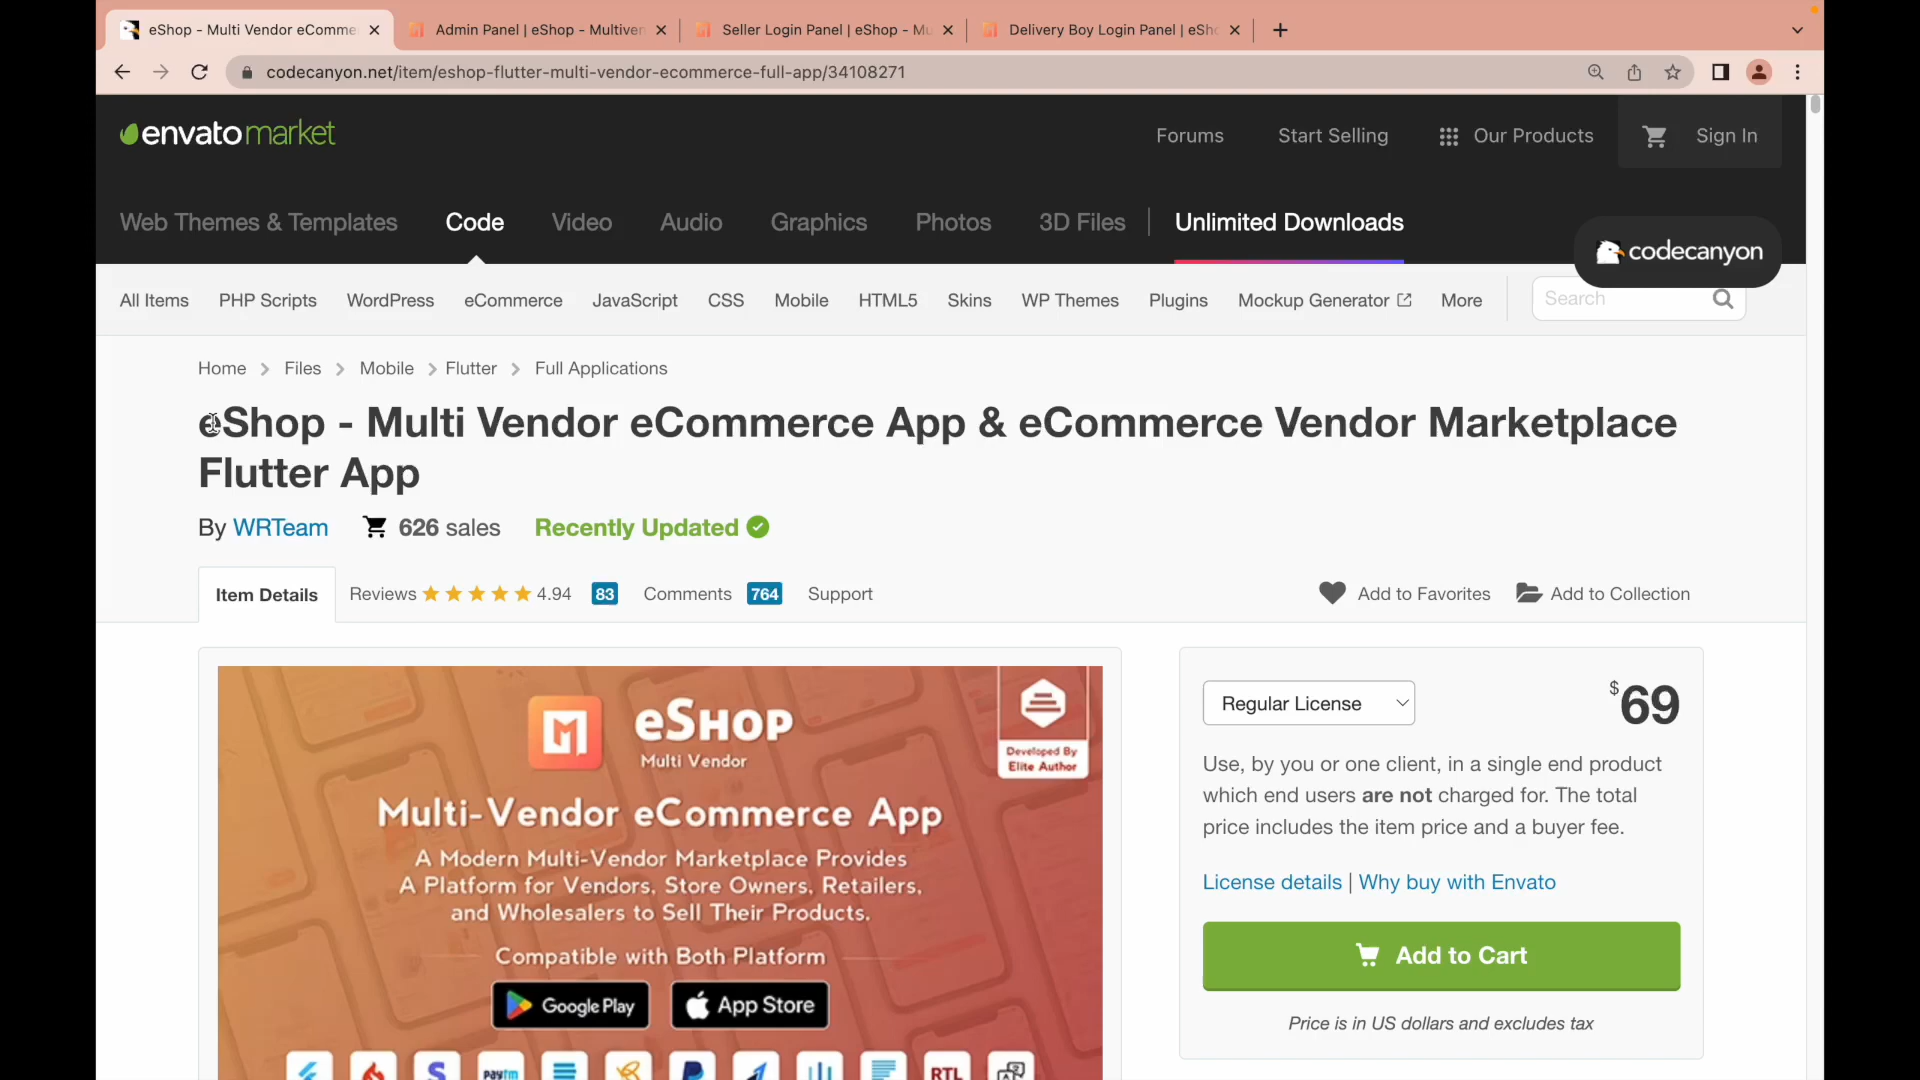 eShop - Multi Vendor eComme
Admin Panel | eShop - Multiven
Seller Login Panel | eShop - Mu
Delivery Boy Login Panel | eSho
codecanyon.net/item/eshop-flutter-multi-vendor-ecommerce-full-app/34108271
envatomarket
Forums
Start Selling
Our Products
Sign In
Web Themes & Templates
Code
Video
Audio
Graphics
Photos
3D Files
Unlimited Downloads
codecanyon
All Items
PHP Scripts
WordPress
eCommerce
JavaScript
CSS
Mobile
HTML5
Skins
WP Themes
Plugins
Mockup Generator
More
Search
Home > Files > Mobile > Flutter > Full Applications
eShop - Multi Vendor eCommerce App & eCommerce Vendor Marketplace
Flutter App
By WRTeam 626 sales Recently Updated
Item Details
Reviews 4.94 83
Comments 764
Support
Add to Favorites
Add to Collection
eShop
Multi Vendor
Developed By
Elite Author
Multi-Vendor eCommerce App
A Modern Multi-Vendor Marketplace Provides
A Platform for Vendors, Store Owners, Retailers,
and Wholesalers to Sell Their Products.
Compatible with Both Platform
Google Play
App Store
paytm
RTL
Regular License
$69
Use, by you or one client, in a single end product
which end users are not charged for. The total
price includes the item price and a buyer fee.
License details | Why buy with Envato
Add to Cart
Price is in US dollars and excludes tax